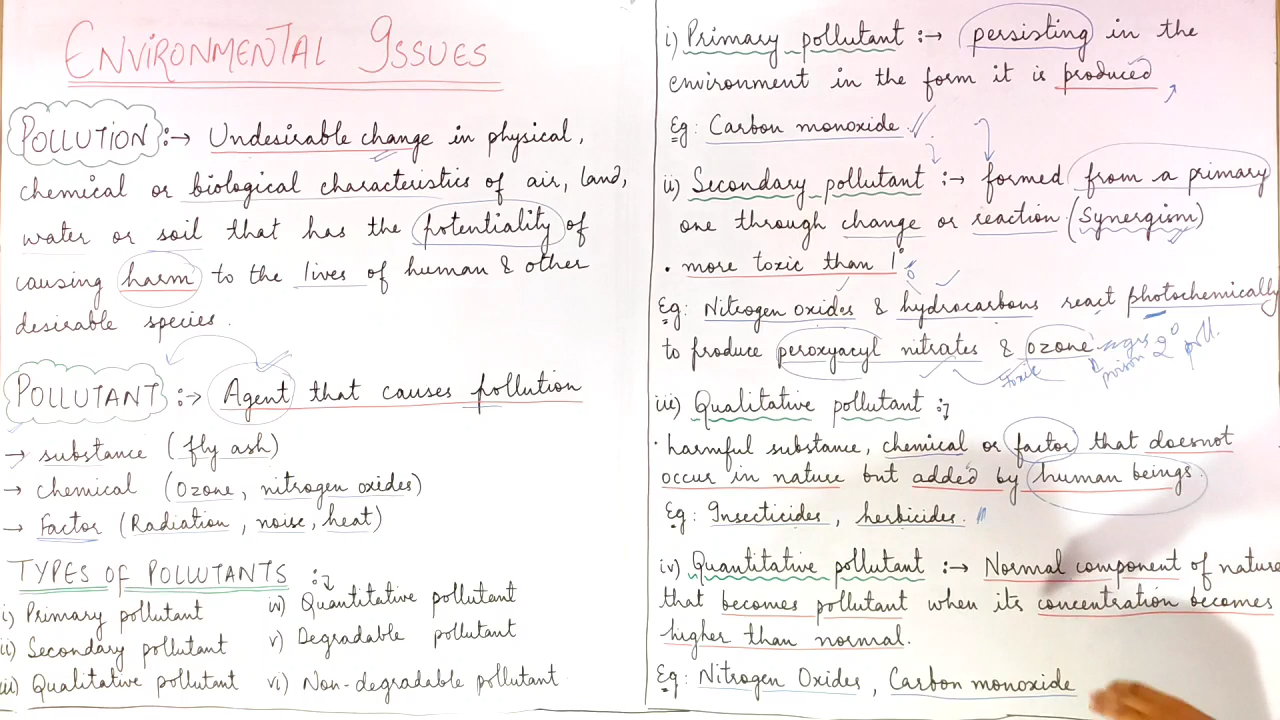 ENVIRONMENTAL ISSUES
POLLUTION :→ Undesirable change in physical,
chemical or biological characteristics of air, land,
water or soil that has the potentiality of
causing harm to the lives of human & other
desirable species.
POLLUTANT :→ Agent that causes pollution
→ substance (fly ash)
→ chemical (Ozone, nitrogen oxides)
→ Factor (Radiation, noise, heat)
TYPES OF POLLUTANTS :↴
i) Primary pollutant
ii) Secondary pollutant
iii) Qualitative pollutant
iv) Quantitative pollutant
v) Degradable pollutant
vi) Non-degradable pollutant
i) Primary pollutant :→ persisting in the
environment in the form it is produced
Eg: Carbon monoxide
ii) Secondary pollutant :→ formed from a primary
one through change or reaction (Synergism)
• more toxic than 1°
Eg: Nitrogen oxides & hydrocarbons react photochemically
to produce peroxyacyl nitrates & ozone 2° poll.
toxic poison
iii) Qualitative pollutant :↴
• harmful substance, chemical or factor that doesnot
occur in nature but added by human beings.
Eg: Insecticides, herbicides.
iv) Quantitative pollutant :→ Normal component of nature
that becomes pollutant when its concentration becomes
higher than normal.
Eg: Nitrogen Oxides, Carbon monoxide